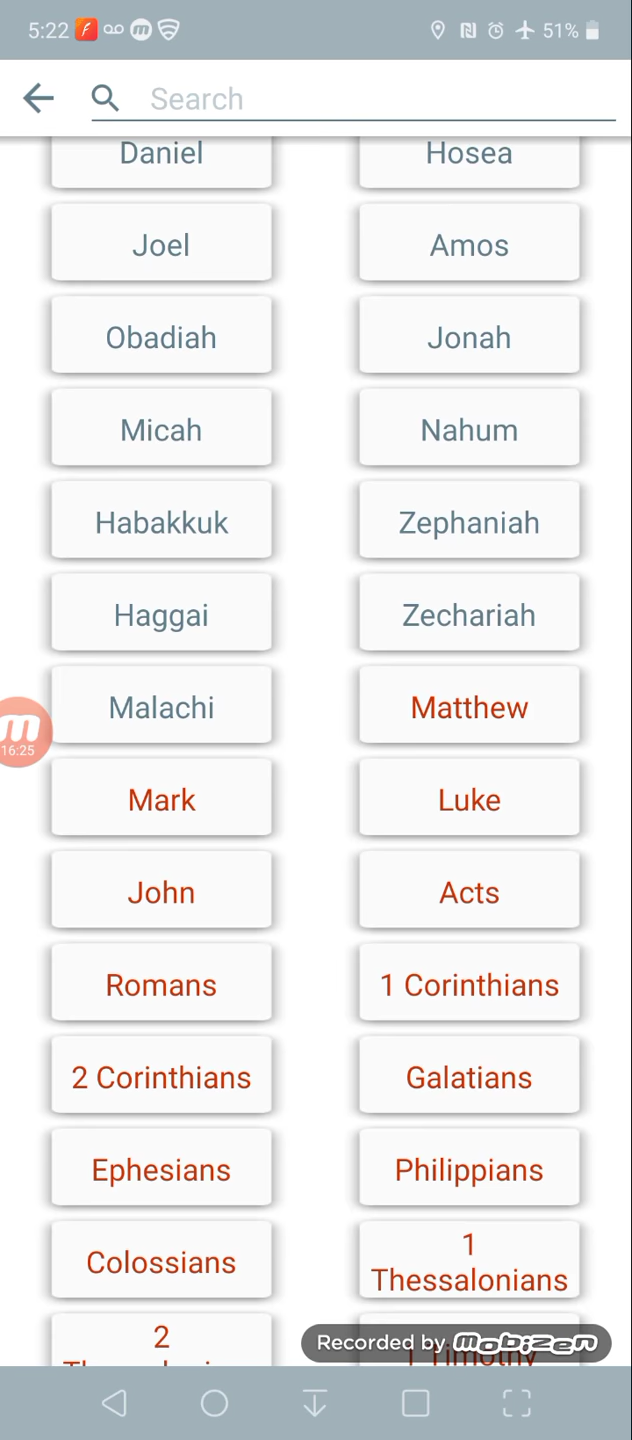 5:22 51%
Search
Daniel Hosea
Joel Amos
Obadiah Jonah
Micah Nahum
Habakkuk Zephaniah
Haggai Zechariah
Malachi Matthew
16:25
Mark Luke
John Acts
Romans 1 Corinthians
2 Corinthians Galatians
Ephesians Philippians
Colossians 1
Thessalonians
2
Recorded by mobizen
1 Timothy